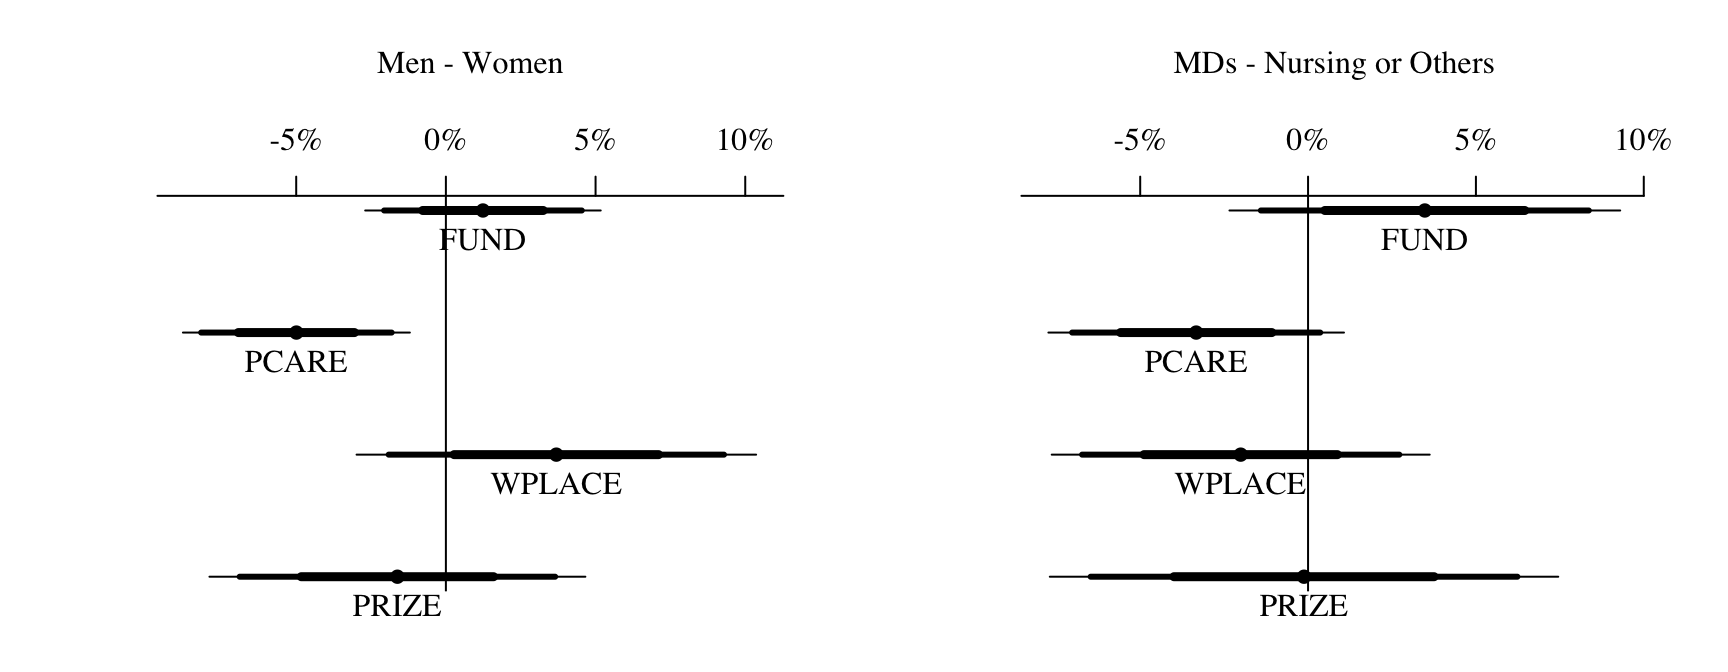 Men - Women
-5% 0% 5% 10%
FUND
PCARE
WPLACE
PRIZE
MDs - Nursing or Others
-5% 0% 5% 10%
FUND
PCARE
WPLACE
PRIZE